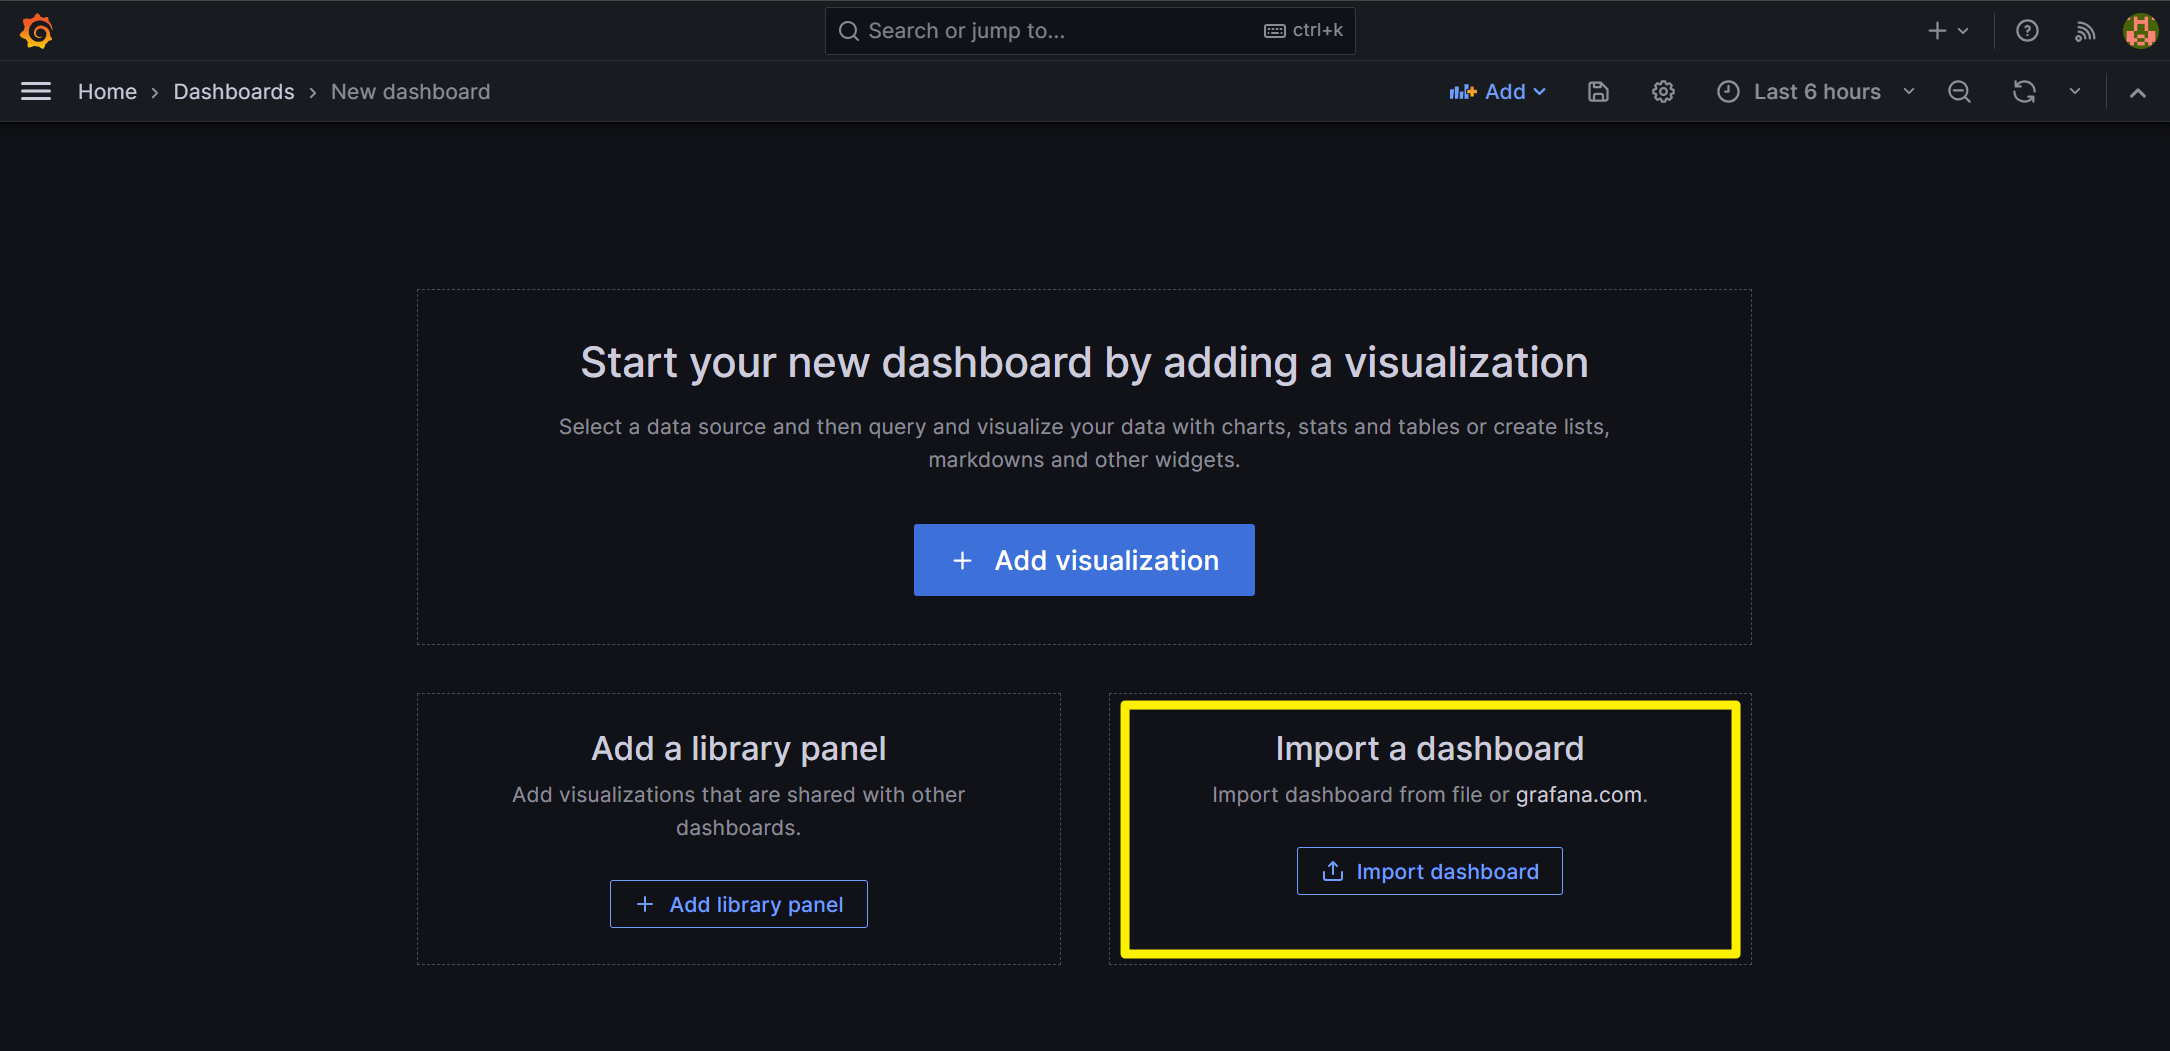 Search or jump to...
ctrl+k
Home › Dashboards › New dashboard
Add
Last 6 hours
Start your new dashboard by adding a visualization
Select a data source and then query and visualize your data with charts, stats and tables or create lists,
markdowns and other widgets.
+ Add visualization
Add a library panel
Add visualizations that are shared with other
dashboards.
+ Add library panel
Import a dashboard
Import dashboard from file or grafana.com.
Import dashboard